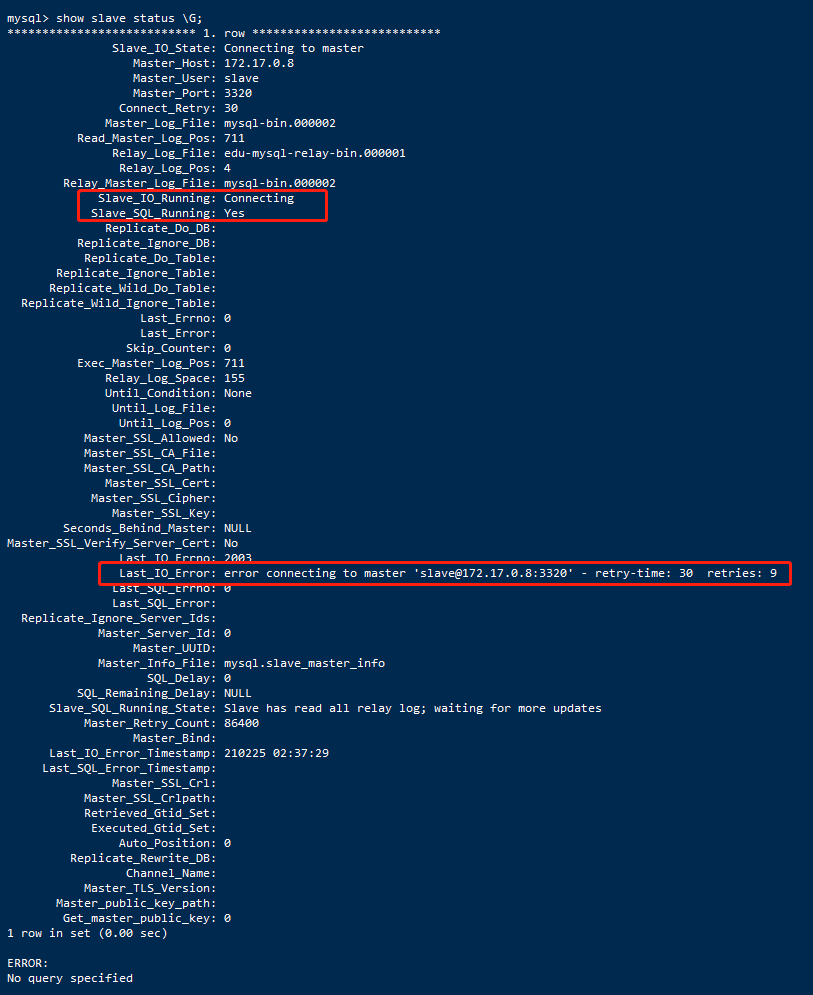 mysql> show slave status \G;
*************************** 1. row ***************************
Slave_IO_State: Connecting to master
Master_Host: 172.17.0.8
Master_User: slave
Master_Port: 3320
Connect_Retry: 30
Master_Log_File: mysql-bin.000002
Read_Master_Log_Pos: 711
Relay_Log_File: edu-mysql-relay-bin.000001
Relay_Log_Pos: 4
Relay_Master_Log_File: mysql-bin.000002
Slave_IO_Running: Connecting
Slave_SQL_Running: Yes
Replicate_Do_DB:
Replicate_Ignore_DB:
Replicate_Do_Table:
Replicate_Ignore_Table:
Replicate_Wild_Do_Table:
Replicate_Wild_Ignore_Table:
Last_Errno: 0
Last_Error:
Skip_Counter: 0
Exec_Master_Log_Pos: 711
Relay_Log_Space: 155
Until_Condition: None
Until_Log_File:
Until_Log_Pos: 0
Master_SSL_Allowed: No
Master_SSL_CA_File:
Master_SSL_CA_Path:
Master_SSL_Cert:
Master_SSL_Cipher:
Master_SSL_Key:
Seconds_Behind_Master: NULL
Master_SSL_Verify_Server_Cert: No
Last_IO_Errno: 2003
Last_IO_Error: error connecting to master 'slave@172.17.0.8:3320' - retry-time: 30  retries: 9
Last_SQL_Errno: 0
Last_SQL_Error:
Replicate_Ignore_Server_Ids:
Master_Server_Id: 0
Master_UUID:
Master_Info_File: mysql.slave_master_info
SQL_Delay: 0
SQL_Remaining_Delay: NULL
Slave_SQL_Running_State: Slave has read all relay log; waiting for more updates
Master_Retry_Count: 86400
Master_Bind:
Last_IO_Error_Timestamp: 210225 02:37:29
Last_SQL_Error_Timestamp:
Master_SSL_Crl:
Master_SSL_Crlpath:
Retrieved_Gtid_Set:
Executed_Gtid_Set:
Auto_Position: 0
Replicate_Rewrite_DB:
Channel_Name:
Master_TLS_Version:
Master_public_key_path:
Get_master_public_key: 0
1 row in set (0.00 sec)
ERROR:
No query specified